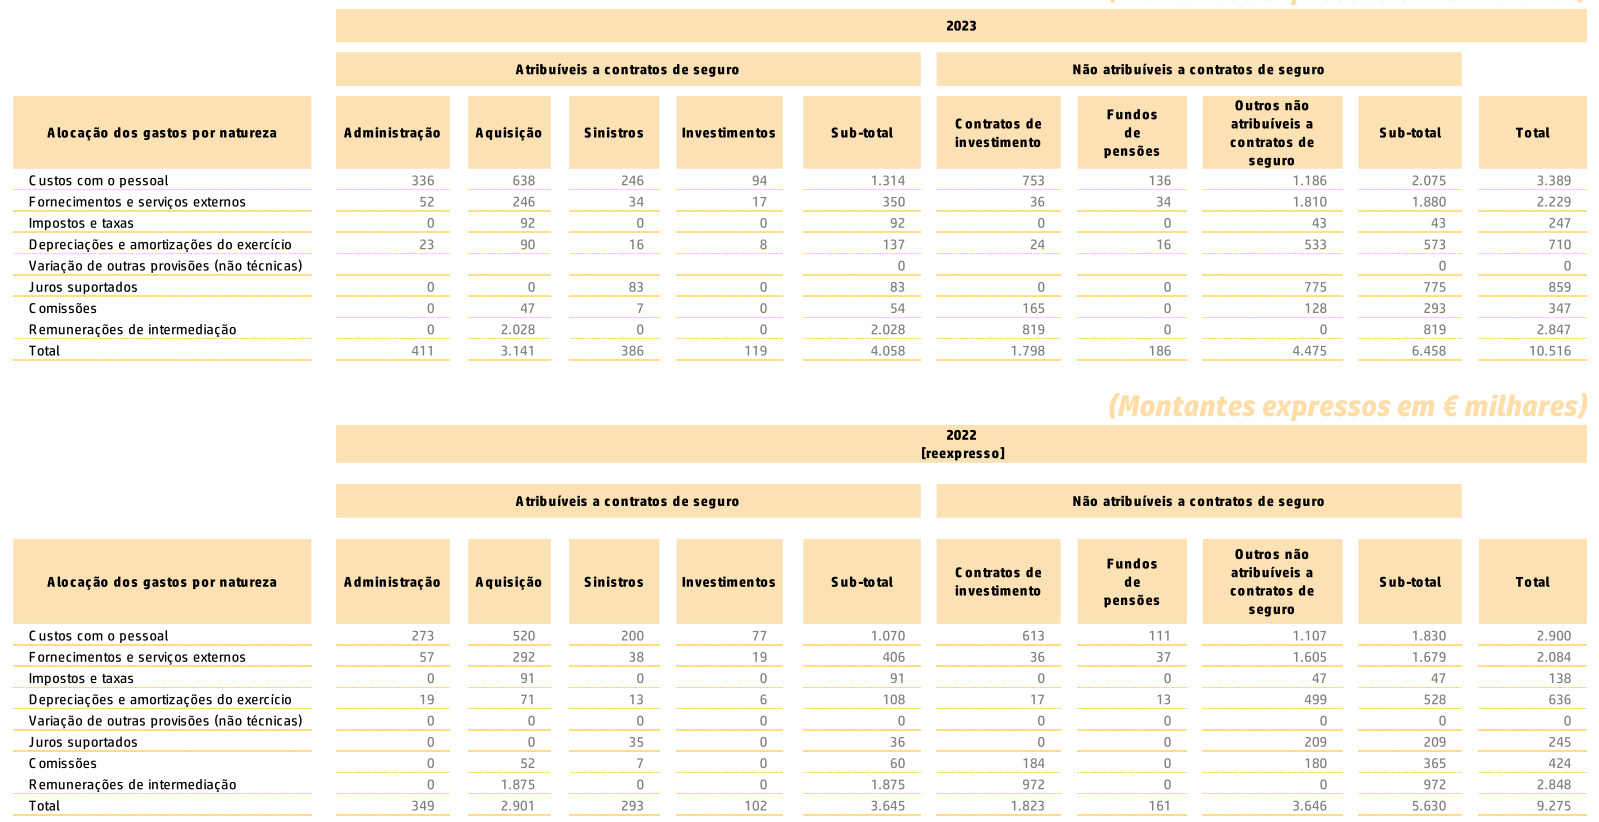 2023
Atribuíveis a contratos de seguro Não atribuíveis a contratos de seguro
Alocação dos gastos por natureza Administração Aquisição Sinistros Investimentos Sub-total Contratos de investimento Fundos de pensões Outros não atribuíveis a contratos de seguro Sub-total Total
Custos com o pessoal 336 638 246 94 1.314 753 136 1.186 2.075 3.389
Fornecimentos e serviços externos 52 246 34 17 350 36 34 1.810 1.880 2.229
Impostos e taxas 0 92 0 0 92 0 0 43 43 247
Depreciações e amortizações do exercício 23 90 16 8 137 24 16 533 573 710
Variação de outras provisões (não técnicas) 0 0 0
Juros suportados 0 0 83 0 83 0 0 775 775 859
Comissões 0 47 7 0 54 165 0 128 293 347
Remunerações de intermediação 0 2.028 0 0 2.028 819 0 0 819 2.847
Total 411 3.141 386 119 4.058 1.798 186 4.475 6.458 10.516
(Montantes expressos em € milhares)
2022
[reexpresso]
Atribuíveis a contratos de seguro Não atribuíveis a contratos de seguro
Alocação dos gastos por natureza Administração Aquisição Sinistros Investimentos Sub-total Contratos de investimento Fundos de pensões Outros não atribuíveis a contratos de seguro Sub-total Total
Custos com o pessoal 273 520 200 77 1.070 613 111 1.107 1.830 2.900
Fornecimentos e serviços externos 57 292 38 19 406 36 37 1.605 1.679 2.084
Impostos e taxas 0 91 0 0 91 0 0 47 47 138
Depreciações e amortizações do exercício 19 71 13 6 108 17 13 499 528 636
Variação de outras provisões (não técnicas) 0 0 0 0 0 0 0 0 0 0
Juros suportados 0 0 35 0 36 0 0 209 209 245
Comissões 0 52 7 0 60 184 0 180 365 424
Remunerações de intermediação 0 1.875 0 0 1.875 972 0 0 972 2.848
Total 349 2.901 293 102 3.645 1.823 161 3.646 5.630 9.275